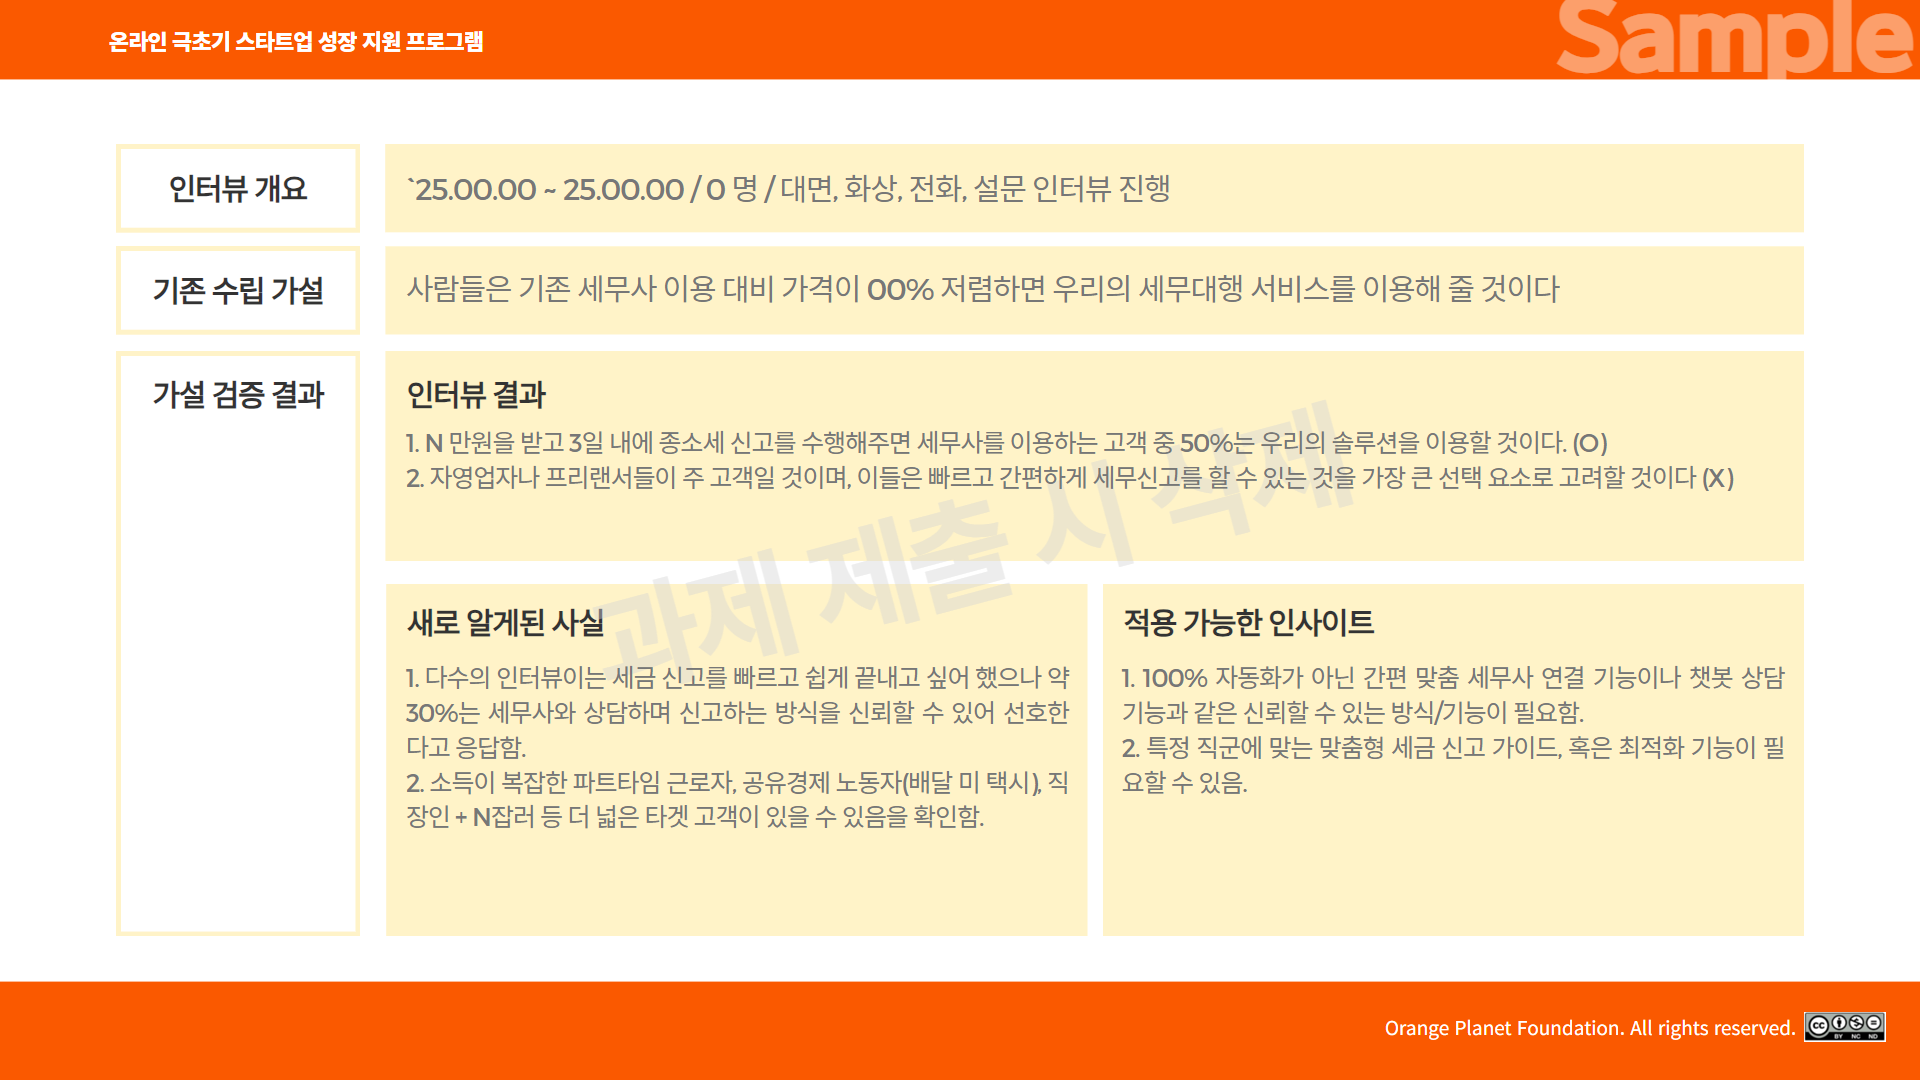 온라인 극초기 스타트업 성장 지원 프로그램
Sample
인터뷰 개요
`25.00.00 ~ 25.00.00 / 0 명 / 대면, 화상, 전화, 설문 인터뷰 진행
기존 수립 가설
사람들은 기존 세무사 이용 대비 가격이 00% 저렴하면 우리의 세무대행 서비스를 이용해 줄 것이다
가설 검증 결과
인터뷰 결과
1. N 만원을 받고 3일 내에 종소세 신고를 수행해주면 세무사를 이용하는 고객 중 50%는 우리의 솔루션을 이용할 것이다. (O)
2. 자영업자나 프리랜서들이 주 고객일 것이며, 이들은 빠르고 간편하게 세무신고를 할 수 있는 것을 가장 큰 선택 요소로 고려할 것이다 (X)
과제 제출 시 삭제
새로 알게된 사실
1. 다수의 인터뷰이는 세금 신고를 빠르고 쉽게 끝내고 싶어 했으나 약
30%는 세무사와 상담하며 신고하는 방식을 신뢰할 수 있어 선호한
다고 응답함.
2. 소득이 복잡한 파트타임 근로자, 공유경제 노동자(배달 미 택시), 직
장인 + N잡러 등 더 넓은 타겟 고객이 있을 수 있음을 확인함.
적용 가능한 인사이트
1. 100% 자동화가 아닌 간편 맞춤 세무사 연결 기능이나 챗봇 상담
기능과 같은 신뢰할 수 있는 방식/기능이 필요함.
2. 특정 직군에 맞는 맞춤형 세금 신고 가이드, 혹은 최적화 기능이 필
요할 수 있음.
Orange Planet Foundation. All rights reserved.
cc BY NC ND